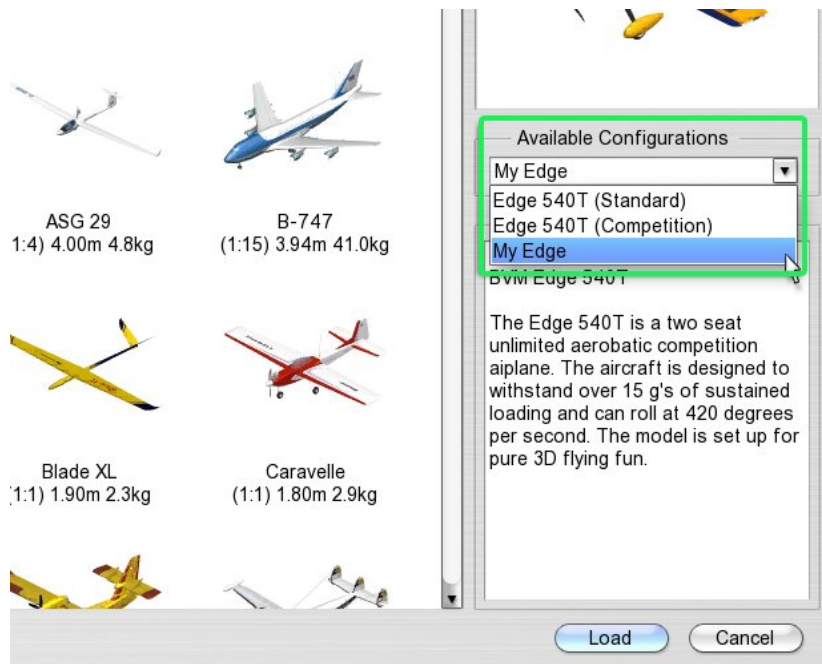 ASG 29
1:4) 4.00m 4.8kg
B-747
(1:15) 3.94m 41.0kg
Blade XL
1:1) 1.90m 2.3kg
Caravelle
(1:1) 1.80m 2.9kg
Available Configurations
My Edge
Edge 540T (Standard)
Edge 540T (Competition)
My Edge
BVM Edge 540T
The Edge 540T is a two seat
unlimited aerobatic competition
aiplane. The aircraft is designed to
withstand over 15 g's of sustained
loading and can roll at 420 degrees
per second. The model is set up for
pure 3D flying fun.
Load
Cancel